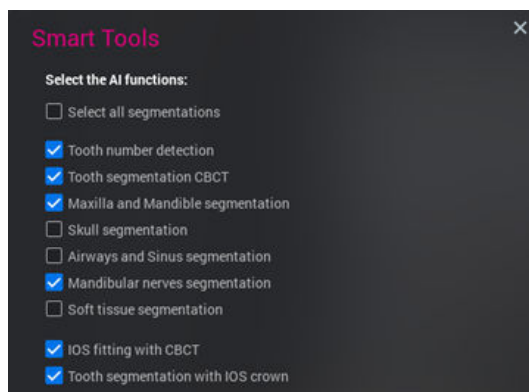 Smart Tools
Select the AI functions:
Select all segmentations
Tooth number detection
Tooth segmentation CBCT
Maxilla and Mandible segmentation
Skull segmentation
Airways and Sinus segmentation
Mandibular nerves segmentation
Soft tissue segmentation
IOS fitting with CBCT
Tooth segmentation with IOS crown